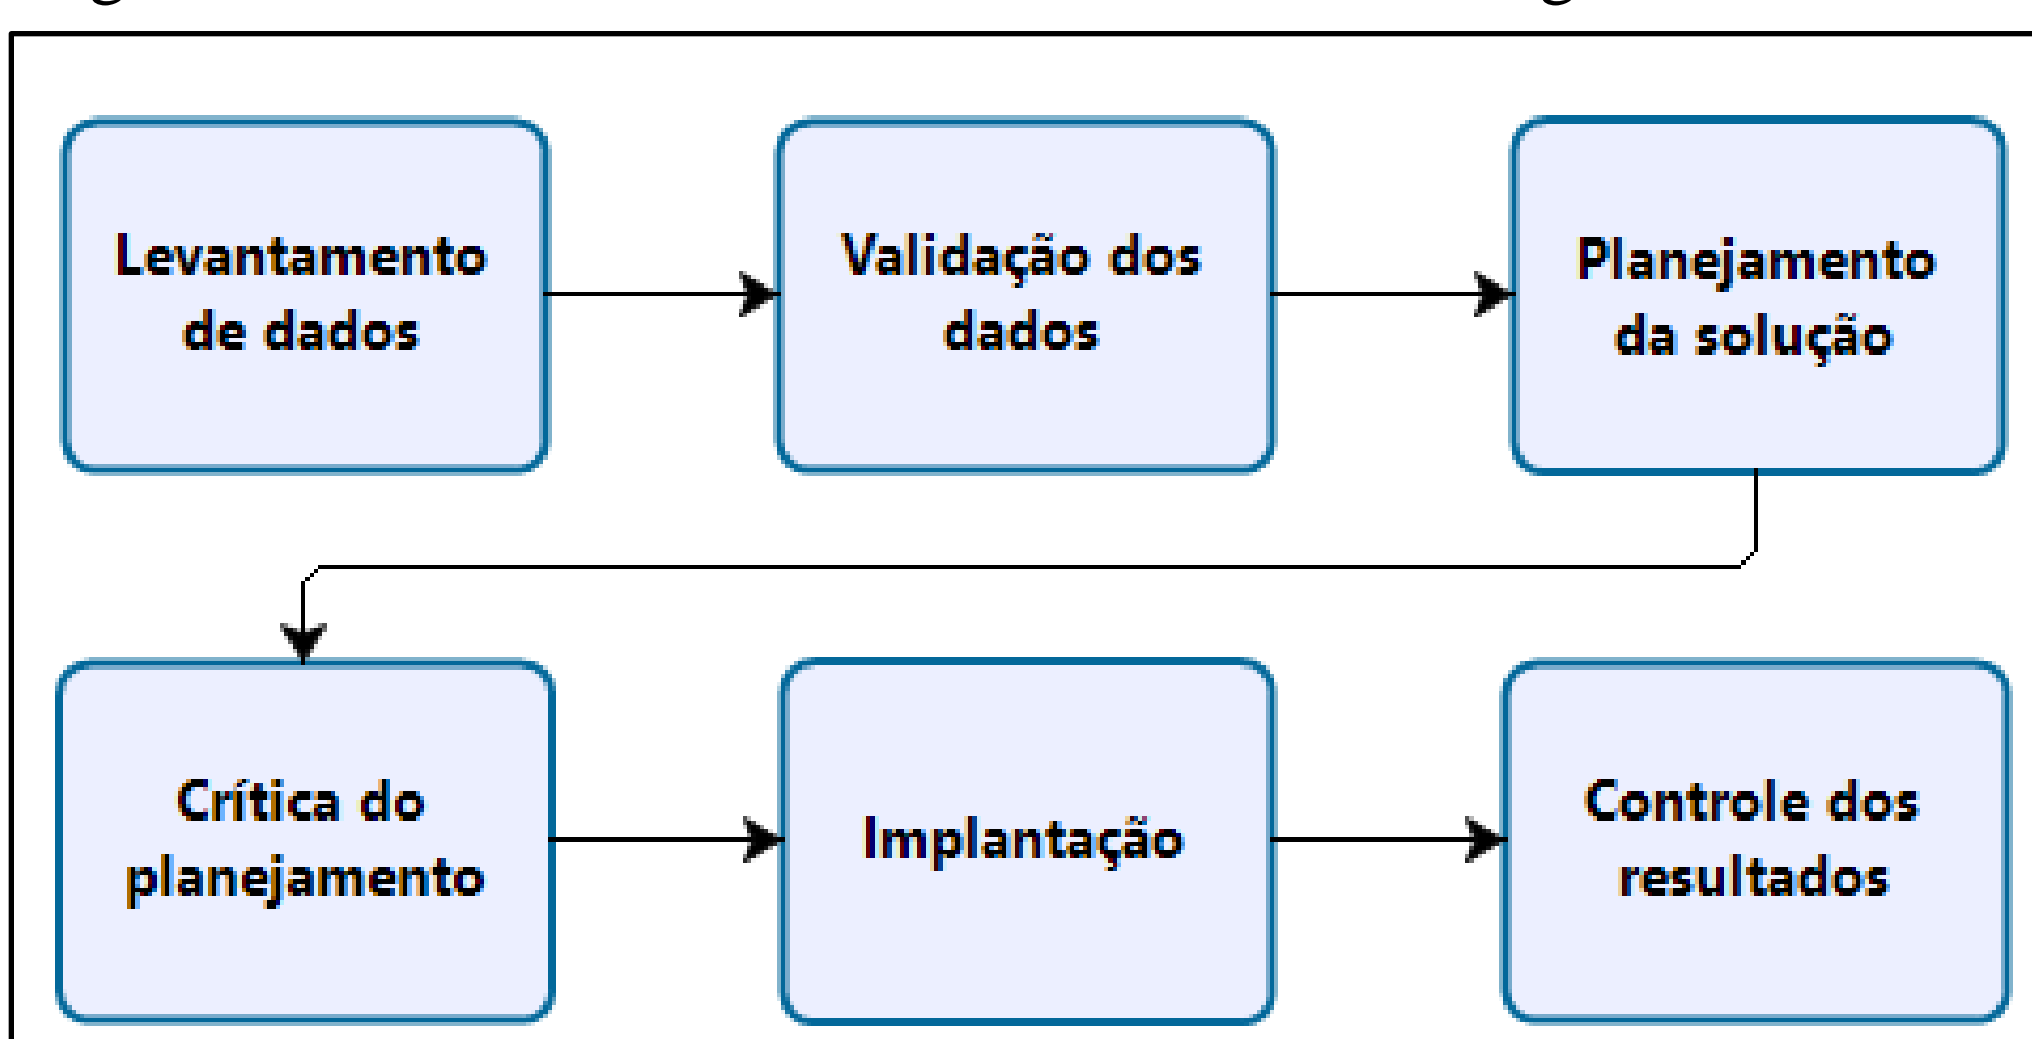 Levantamento
de dados
Validação dos
dados
Planejamento
da solução
Crítica do
planejamento
Implantação
Controle dos
resultados